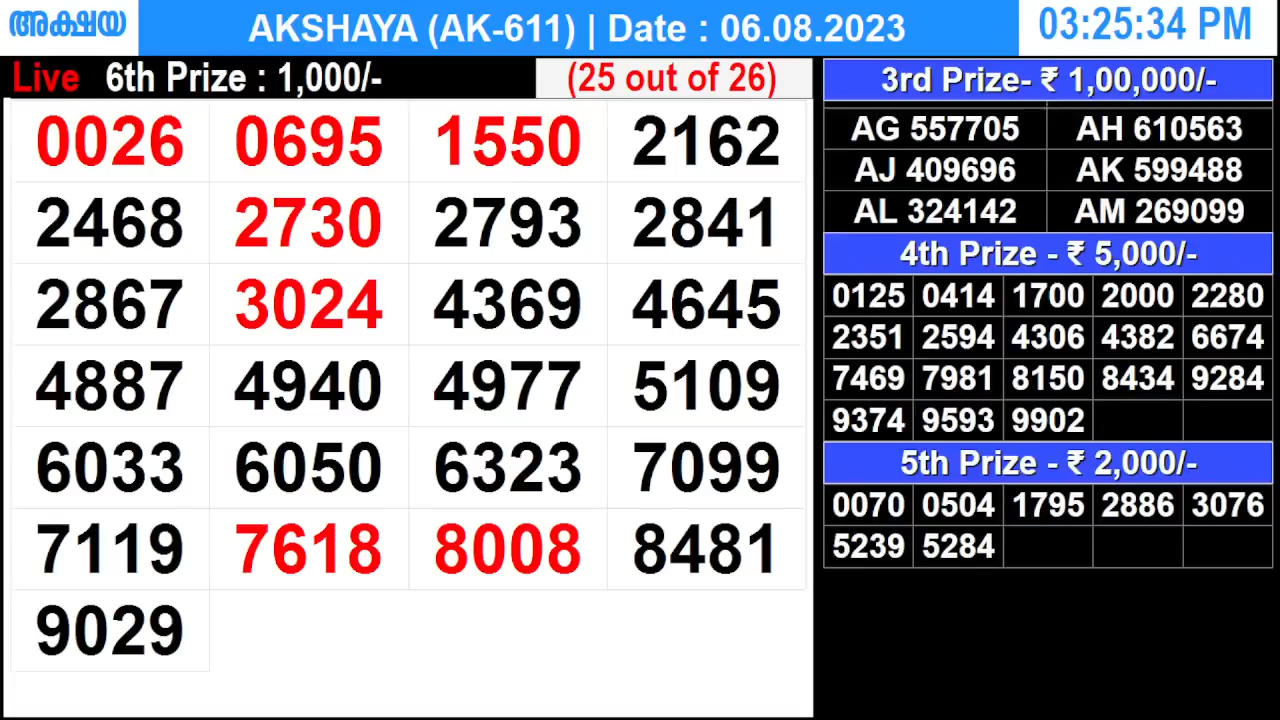 അക്ഷയ
AKSHAYA (AK-611) | Date : 06.08.2023
03:25:34 PM
Live 6th Prize : 1,000/- (25 out of 26)
0026 0695 1550 2162
2468 2730 2793 2841
2867 3024 4369 4645
4887 4940 4977 5109
6033 6050 6323 7099
7119 7618 8008 8481
9029
3rd Prize- ₹ 1,00,000/-
AG 557705 AH 610563
AJ 409696 AK 599488
AL 324142 AM 269099
4th Prize - ₹ 5,000/-
0125 0414 1700 2000 2280
2351 2594 4306 4382 6674
7469 7981 8150 8434 9284
9374 9593 9902
5th Prize - ₹ 2,000/-
0070 0504 1795 2886 3076
5239 5284